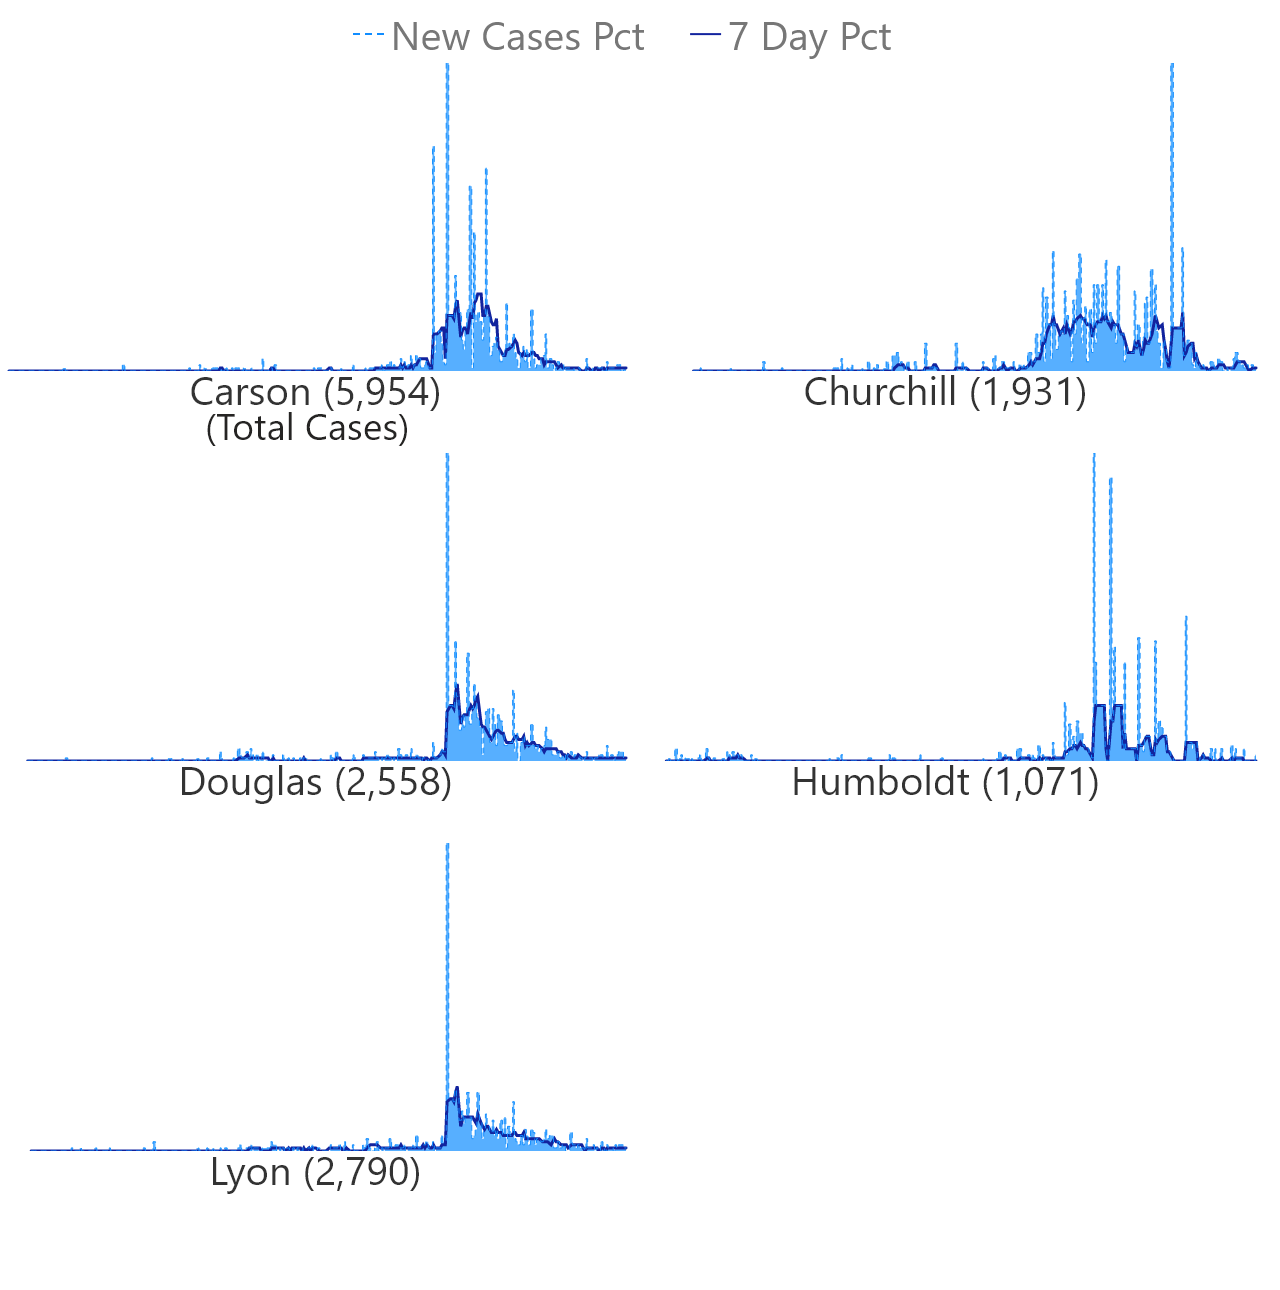 New Cases Pct 7 Day Pct
Carson (5,954) Churchill (1,931)
(Total Cases)
Douglas (2,558) Humboldt (1,071)
Lyon (2,790)